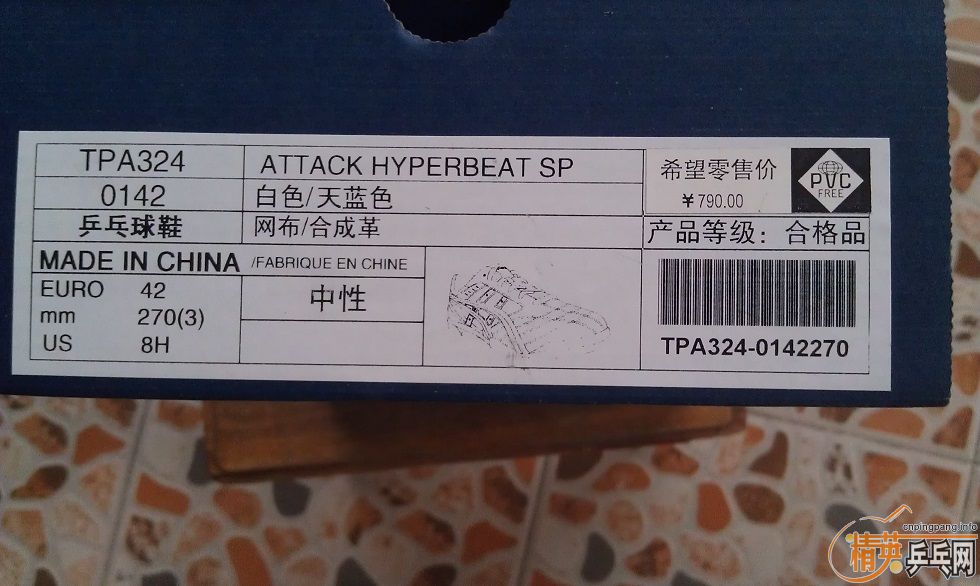 TPA324 ATTACK HYPERBEAT SP
0142 白色/天蓝色
乒乓球鞋 网布/合成革
希望零售价
￥790.00
PVC
FREE
产品等级：合格品
MADE IN CHINA /FABRIQUE EN CHINE
EURO 42
mm 270(3)
US 8H
中性
TPA324-0142270
cnpingpang.info
精英乒乓网